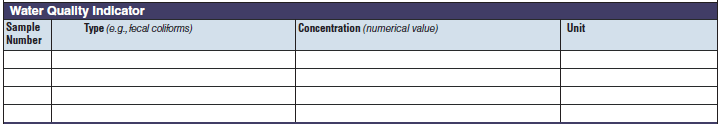 Water Quality Indicator
Sample Number
Type (e.g., fecal coliforms)
Concentration (numerical value)
Unit